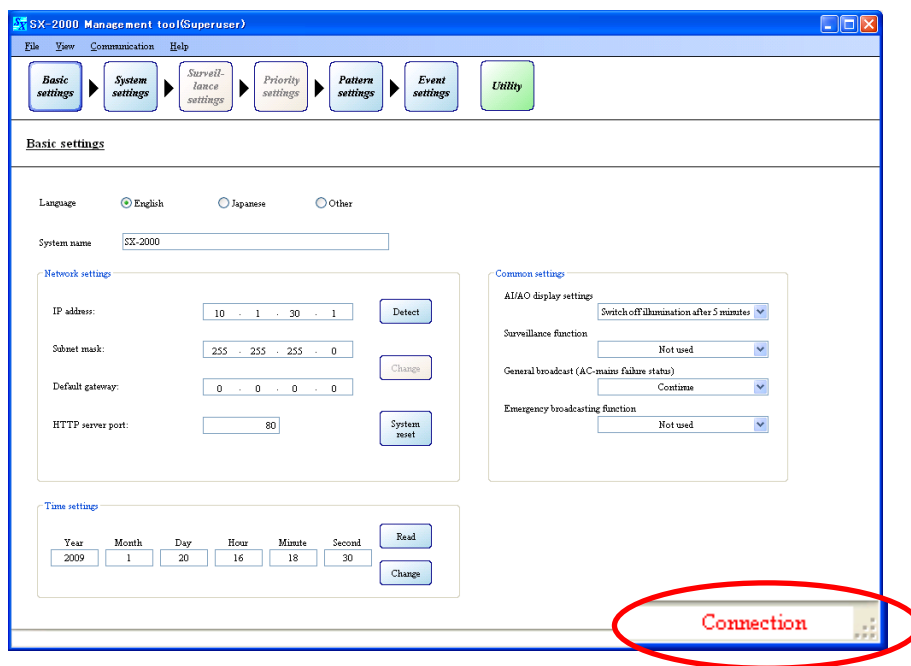 SX SX-2000 Management tool(Superuser)
File View Communication Help
Basic settings
System settings
Surveil-
lance
settings
Priority settings
Pattern settings
Event settings
Utility
Basic settings
Language English Japanese Other
System name SX-2000
Network settings
IP address: 10 . 1 . 30 . 1 Detect
Subnet mask: 255 . 255 . 255 . 0
Change
Default gateway: 0 . 0 . 0 . 0
HTTP server port: 80 System reset
Common settings
AI/AO display settings
Switch off illumination after 5 minutes
Surveillance function
Not used
General broadcast (AC-mains failure status)
Continue
Emergency broadcasting function
Not used
Time settings
Year Month Day Hour Minute Second
2009 1 20 16 18 30
Read
Change
Connection